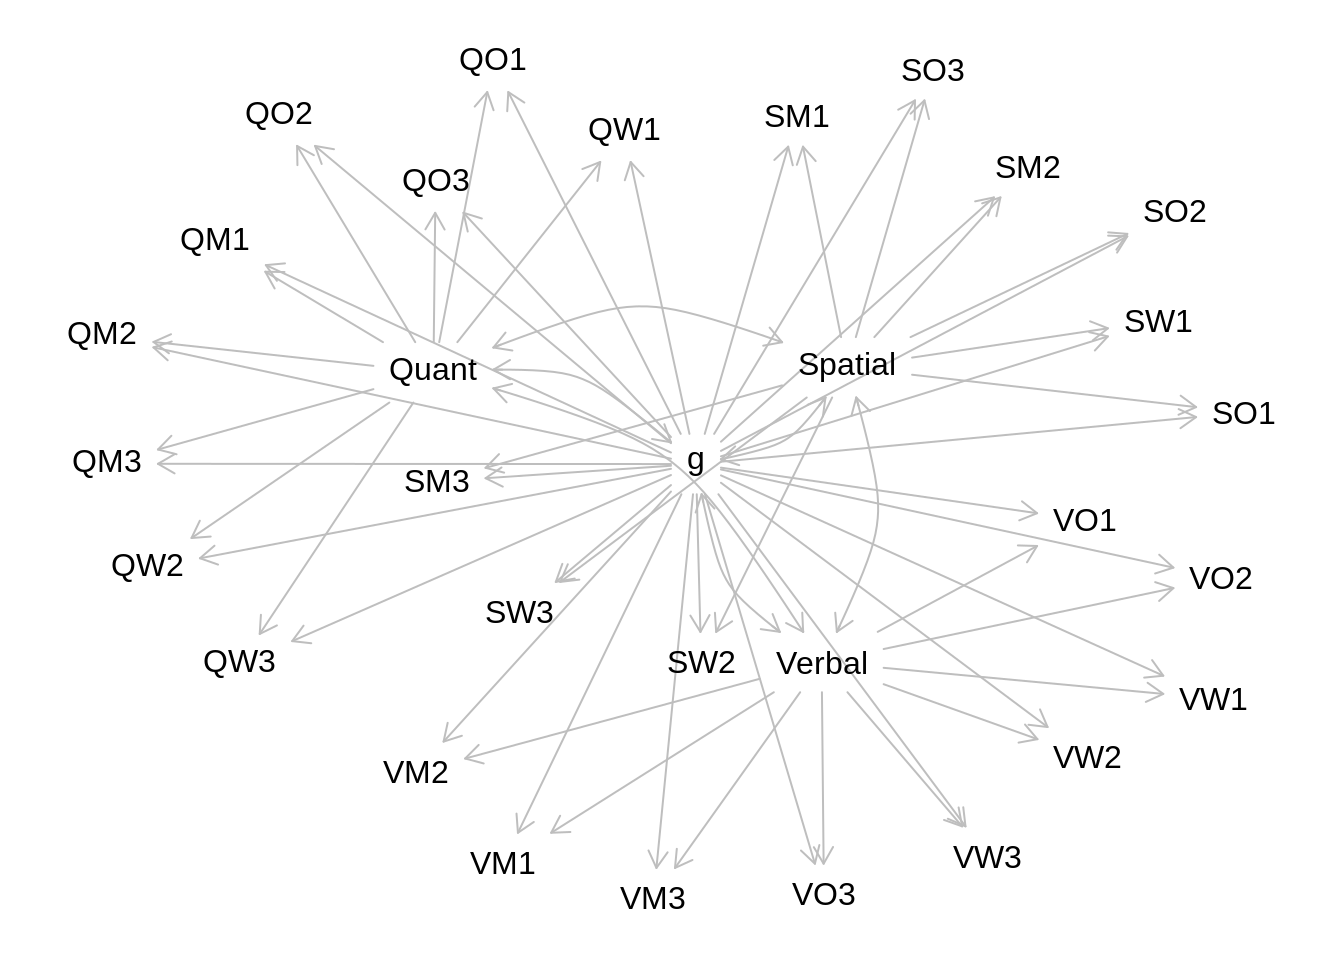 QO1
SO3
QO2
SM1
QW1
SM2
QO3
SO2
QM1
SW1
QM2
Spatial
Quant
SO1
g
QM3
SM3
VO1
QW2
VO2
SW3
QW3
SW2
Verbal
VW1
VW2
VM2
VW3
VM1
VO3
VM3